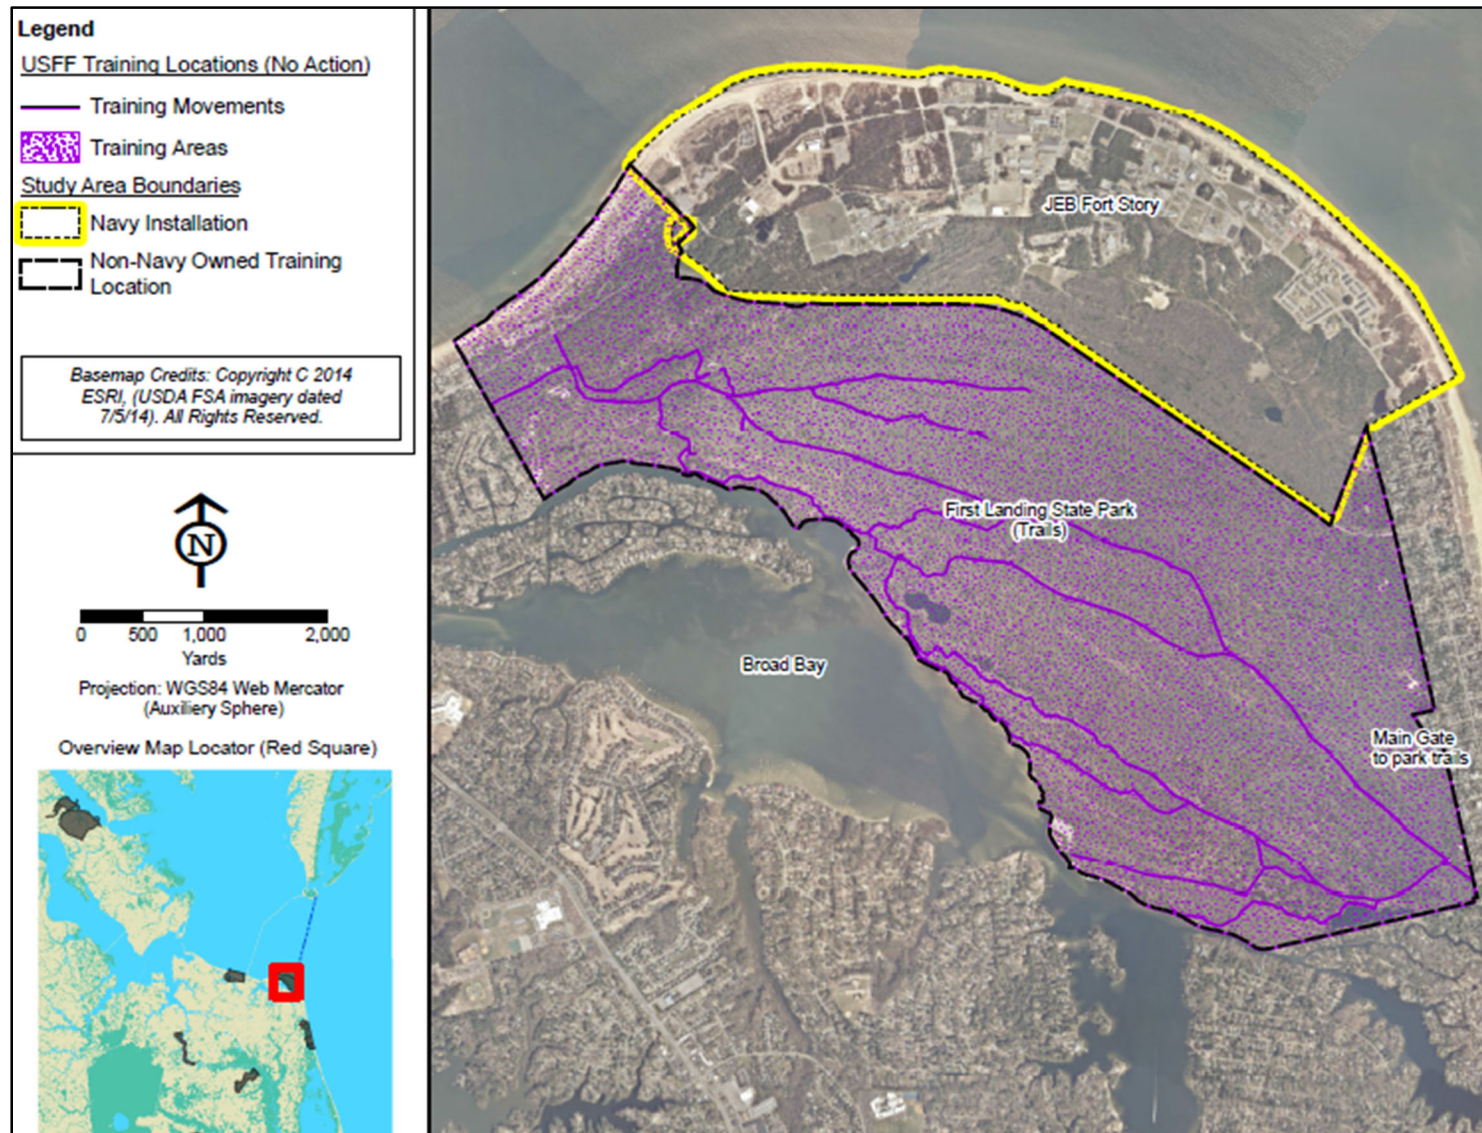 Legend
USFF Training Locations (No Action)
Training Movements
Training Areas
Study Area Boundaries
Navy Installation
Non-Navy Owned Training
Location
Basemap Credits: Copyright C 2014
ESRI, (USDA FSA imagery dated
7/5/14). All Rights Reserved.
N
0 500 1,000 2,000
Yards
Projection: WGS84 Web Mercator
(Auxiliery Sphere)
Overview Map Locator (Red Square)
JEB Fort Story
First Landing State Park
(Trails)
Broad Bay
Main Gate
to park trails